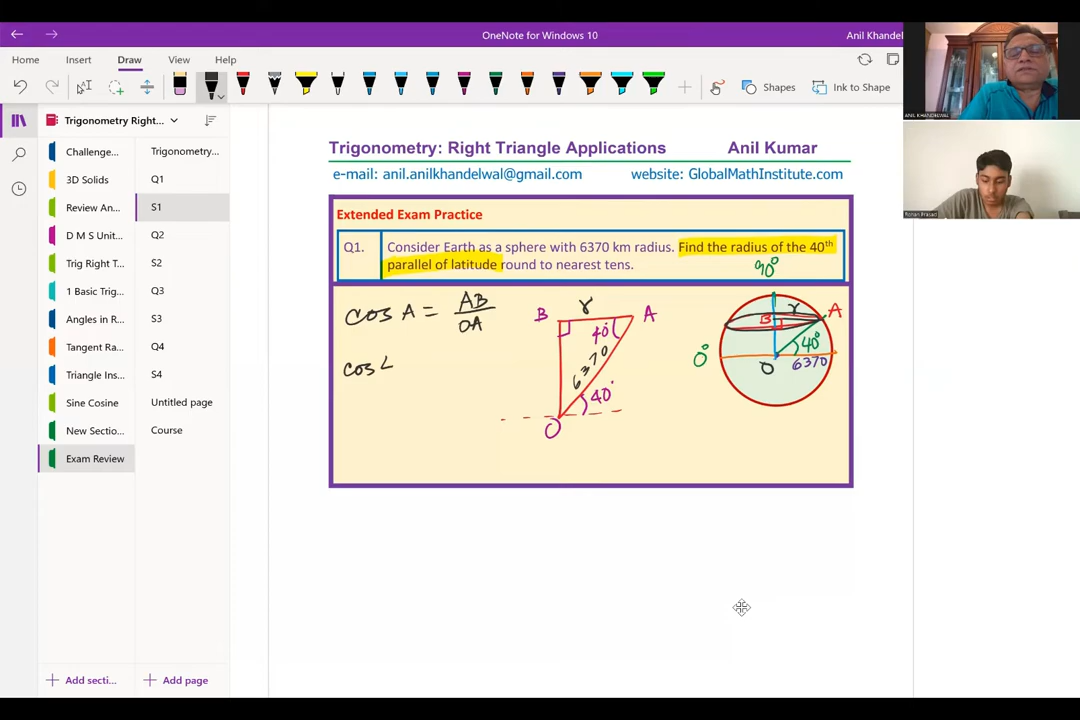 OneNote for Windows 10
Anil Khandel
Home Insert Draw View Help
Shapes Ink to Shape
Trigonometry Right...
Challenge...
3D Solids
Review An...
D M S Unit...
Trig Right T...
1 Basic Trig...
Angles in R...
Tangent Ra...
Triangle Ins...
Sine Cosine
New Sectio...
Exam Review
Add secti...
Trigonometry...
Q1
S1
Q2
S2
Q3
S3
Q4
S4
Untitled page
Course
Add page
Trigonometry: Right Triangle Applications Anil Kumar
e-mail: anil.anilkhandelwal@gmail.com website: GlobalMathInstitute.com
Extended Exam Practice
Q1. Consider Earth as a sphere with 6370 km radius. Find the radius of the 40th
parallel of latitude round to nearest tens.
90°
cos A = AB/OA
cos 4
B r A
40°
6370
40°
O
r A
B
0° 40°
O 6370
ANIL KHANDELWAL
Rohan Prasad